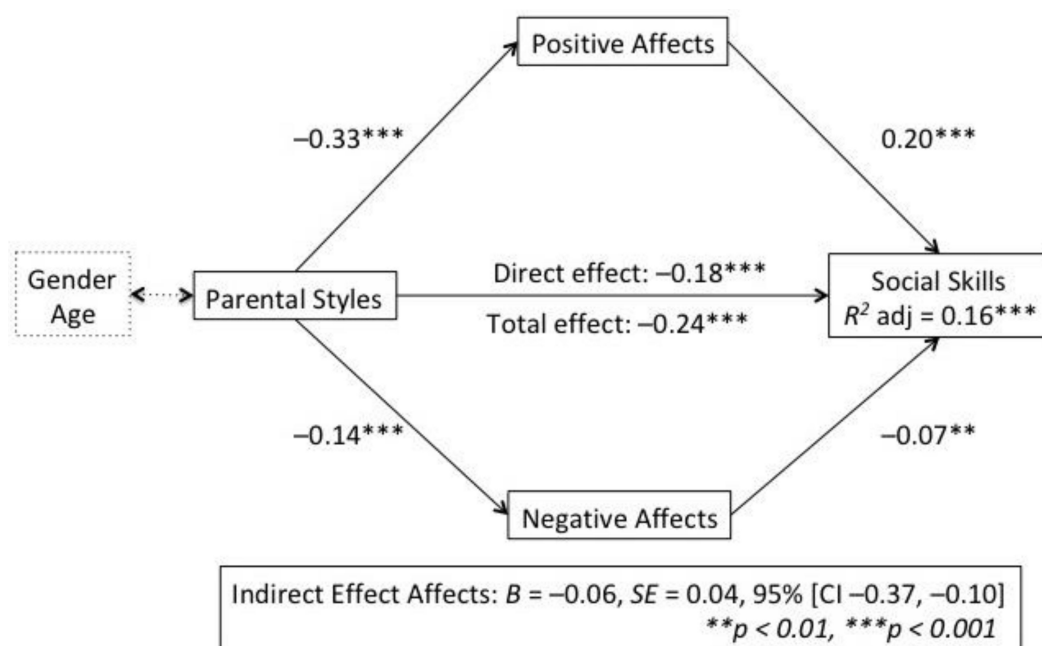 Positive Affects
–0.33***
0.20***
Gender
Age
Parental Styles
Direct effect: –0.18***
Total effect: –0.24***
Social Skills
R² adj = 0.16***
–0.14***
–0.07**
Negative Affects
Indirect Effect Affects: B = –0.06, SE = 0.04, 95% [CI –0.37, –0.10]
**p < 0.01, ***p < 0.001